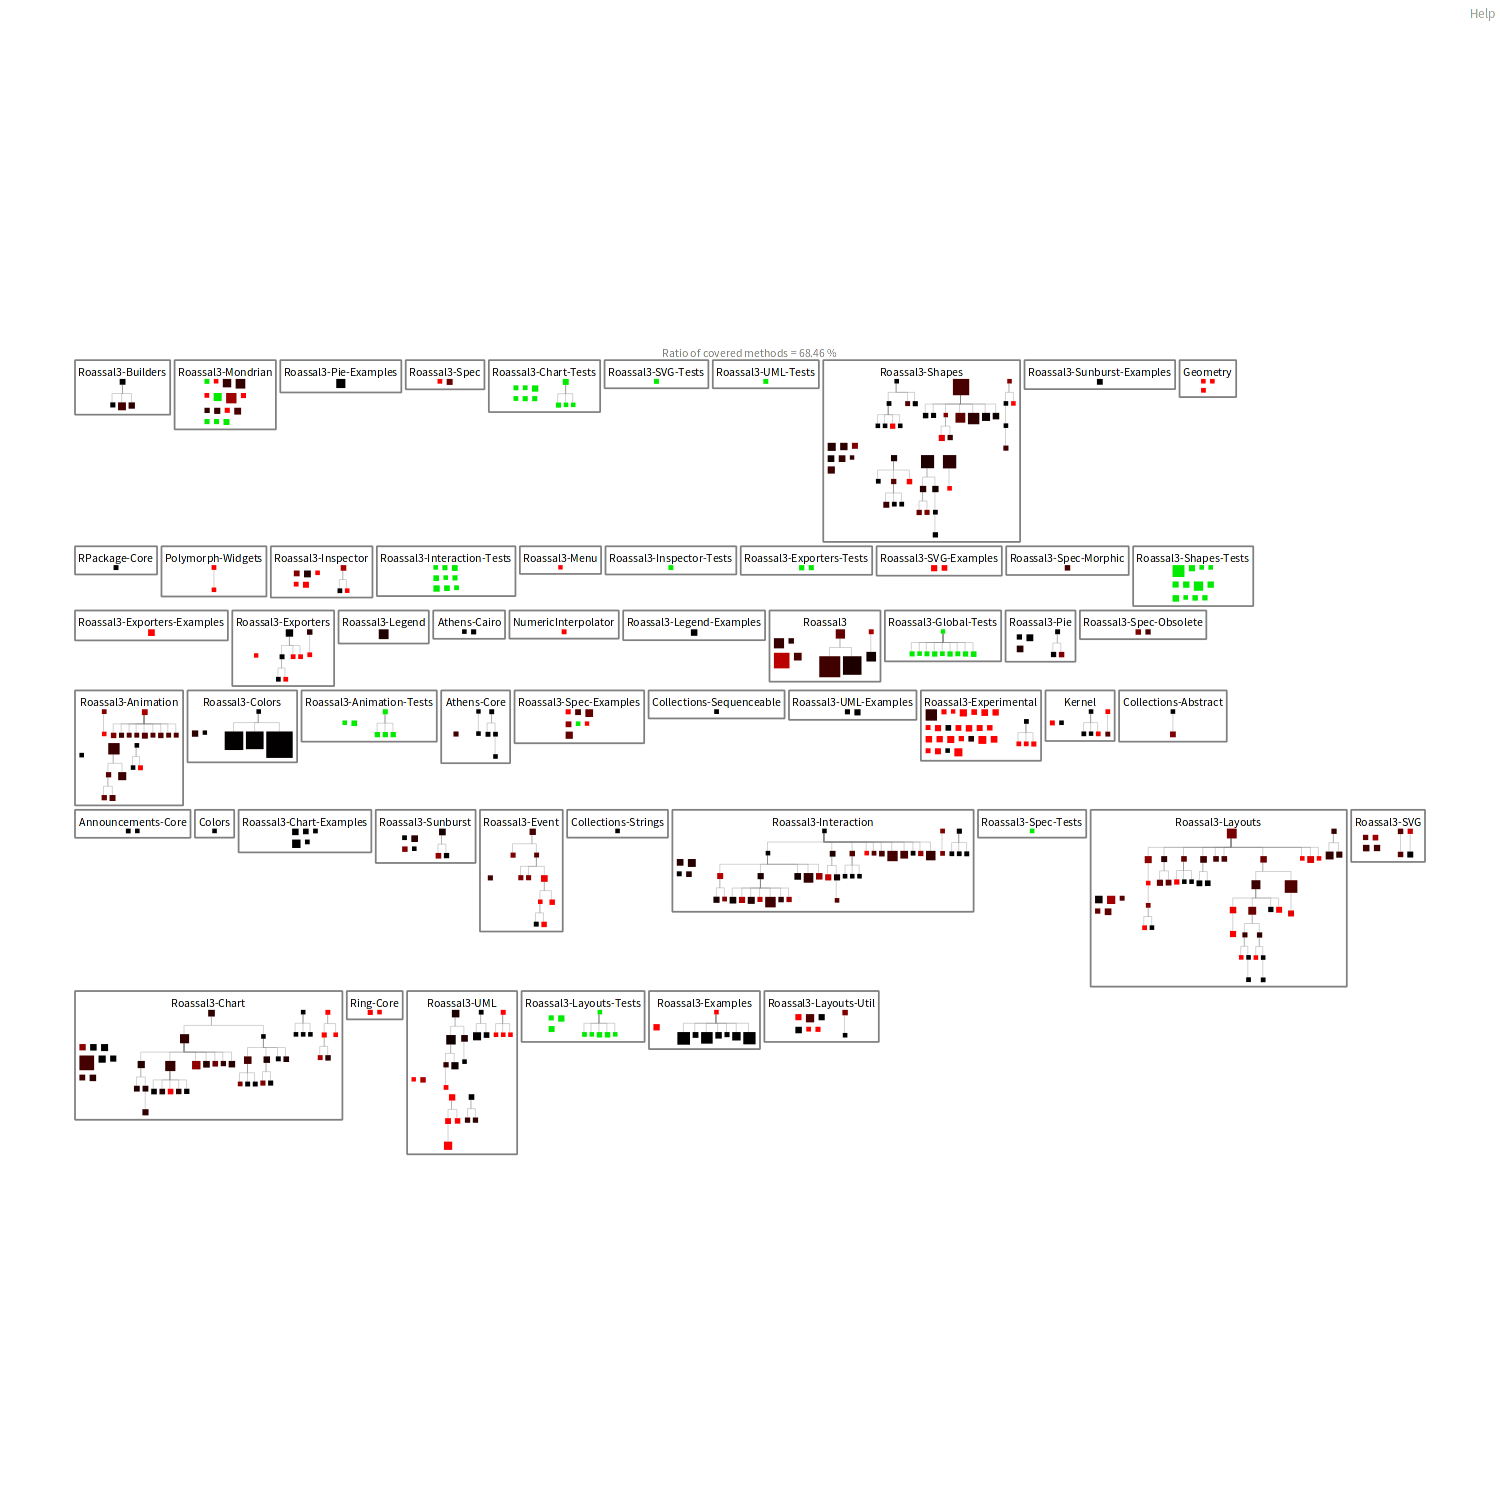 Help
Ratio of covered methods = 68.46 %
Roassal3-Builders
Roassal3-Mondrian
Roassal3-Pie-Examples
Roassal3-Spec
Roassal3-Chart-Tests
Roassal3-SVG-Tests
Roassal3-UML-Tests
Roassal3-Shapes
Roassal3-Sunburst-Examples
Geometry
RPackage-Core
Polymorph-Widgets
Roassal3-Inspector
Roassal3-Interaction-Tests
Roassal3-Menu
Roassal3-Inspector-Tests
Roassal3-Exporters-Tests
Roassal3-SVG-Examples
Roassal3-Spec-Morphic
Roassal3-Shapes-Tests
Roassal3-Exporters-Examples
Roassal3-Exporters
Roassal3-Legend
Athens-Cairo
NumericInterpolator
Roassal3-Legend-Examples
Roassal3
Roassal3-Global-Tests
Roassal3-Pie
Roassal3-Spec-Obsolete
Roassal3-Animation
Roassal3-Colors
Roassal3-Animation-Tests
Athens-Core
Roassal3-Spec-Examples
Collections-Sequenceable
Roassal3-UML-Examples
Roassal3-Experimental
Kernel
Collections-Abstract
Announcements-Core
Colors
Roassal3-Chart-Examples
Roassal3-Sunburst
Roassal3-Event
Collections-Strings
Roassal3-Interaction
Roassal3-Spec-Tests
Roassal3-Layouts
Roassal3-SVG
Roassal3-Chart
Ring-Core
Roassal3-UML
Roassal3-Layouts-Tests
Roassal3-Examples
Roassal3-Layouts-Util